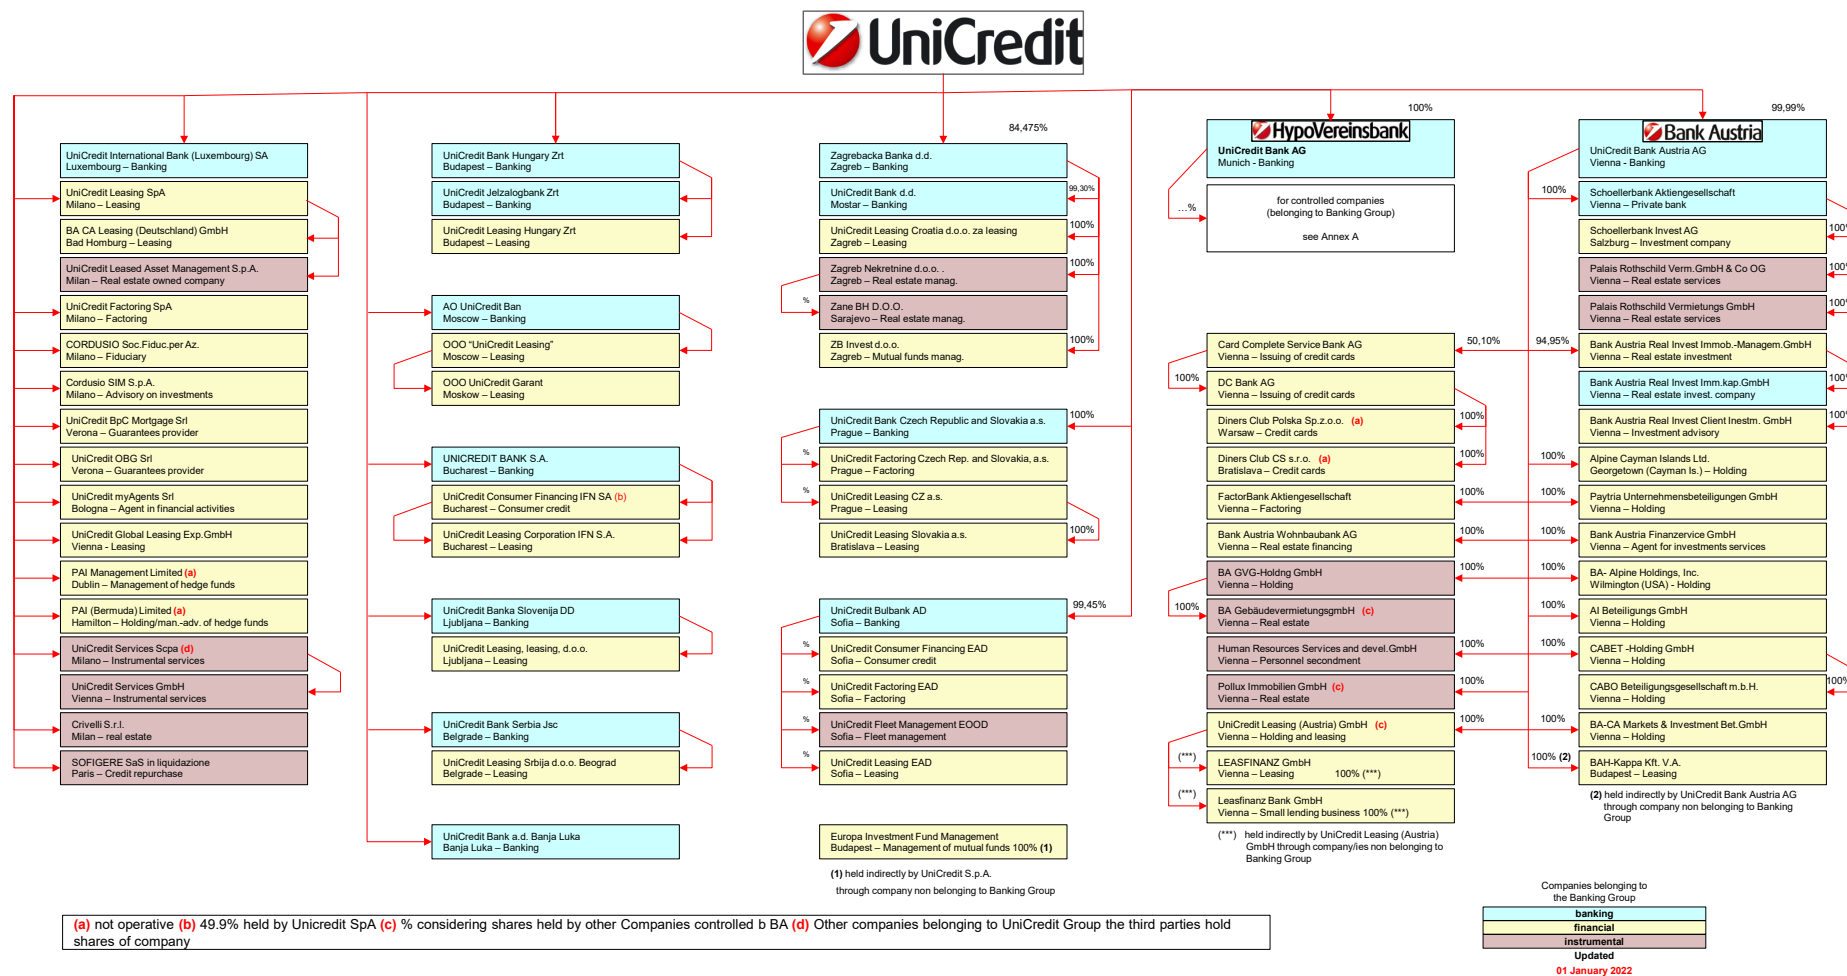 UniCredit
100%
99,99%
84,475%
UniCredit International Bank (Luxembourg) SA
Luxembourg – Banking
UniCredit Leasing SpA
Milano – Leasing
BA CA Leasing (Deutschland) GmbH
Bad Homburg – Leasing
UniCredit Leased Asset Management S.p.A.
Milan – Real estate owned company
UniCredit Factoring SpA
Milano – Factoring
CORDUSIO Soc.Fiduc.per Az.
Milano – Fiduciary
Cordusio SIM S.p.A.
Milano – Advisory on investments
UniCredit BpC Mortgage Srl
Verona – Guarantees provider
UniCredit OBG Srl
Verona – Guarantees provider
UniCredit myAgents Srl
Bologna – Agent in financial activities
UniCredit Global Leasing Exp.GmbH
Vienna - Leasing
PAI Management Limited (a)
Dublin – Management of hedge funds
PAI (Bermuda) Limited (a)
Hamilton – Holding/man.-adv. of hedge funds
UniCredit Services Scpa (d)
Milano – Instrumental services
UniCredit Services GmbH
Vienna – Instrumental services
Crivelli S.r.l.
Milan – real estate
SOFIGERE SaS in liquidazione
Paris – Credit repurchase
UniCredit Bank Hungary Zrt
Budapest – Banking
UniCredit Jelzalogbank Zrt
Budapest – Banking
UniCredit Leasing Hungary Zrt
Budapest – Leasing
AO UniCredit Ban
Moscow – Banking
OOO “UniCredit Leasing”
Moscow – Leasing
OOO UniCredit Garant
Moskow – Leasing
UNICREDIT BANK S.A.
Bucharest – Banking
UniCredit Consumer Financing IFN SA (b)
Bucharest – Consumer credit
UniCredit Leasing Corporation IFN S.A.
Bucharest – Leasing
UniCredit Banka Slovenija DD
Ljubljana – Banking
UniCredit Leasing, leasing, d.o.o.
Ljubljana – Leasing
UniCredit Bank Serbia Jsc
Belgrade – Banking
UniCredit Leasing Srbija d.o.o. Beograd
Belgrade – Leasing
UniCredit Bank a.d. Banja Luka
Banja Luka – Banking
Zagrebacka Banka d.d.
Zagreb – Banking
UniCredit Bank d.d.
Mostar – Banking
99,30%
UniCredit Leasing Croatia d.o.o. za leasing
Zagreb – Leasing
100%
Zagreb Nekretnine d.o.o. .
Zagreb – Real estate manag.
100%
%
Zane BH D.O.O.
Sarajevo – Real estate manag.
ZB Invest d.o.o.
Zagreb – Mutual funds manag.
100%
UniCredit Bank Czech Republic and Slovakia a.s.
Prague – Banking
100%
%
UniCredit Factoring Czech Rep. and Slovakia, a.s.
Prague – Factoring
%
UniCredit Leasing CZ a.s.
Prague – Leasing
UniCredit Leasing Slovakia a.s.
Bratislava – Leasing
100%
UniCredit Bulbank AD
Sofia – Banking
99,45%
%
UniCredit Consumer Financing EAD
Sofia – Consumer credit
%
UniCredit Factoring EAD
Sofia – Factoring
%
UniCredit Fleet Management EOOD
Sofia – Fleet management
%
UniCredit Leasing EAD
Sofia – Leasing
Europa Investment Fund Management
Budapest – Management of mutual funds 100% (1)
(1) held indirectly by UniCredit S.p.A.
through company non belonging to Banking Group
HypoVereinsbank
UniCredit Bank AG
Munich - Banking
...%
for controlled companies
(belonging to Banking Group)
see Annex A
Card Complete Service Bank AG
Vienna – Issuing of credit cards
50,10%
100%
DC Bank AG
Vienna – Issuing of credit cards
Diners Club Polska Sp.z.o.o. (a)
Warsaw – Credit cards
100%
Diners Club CS s.r.o. (a)
Bratislava – Credit cards
100%
FactorBank Aktiengesellschaft
Vienna – Factoring
100%
Bank Austria Wohnbaubank AG
Vienna – Real estate financing
100%
BA GVG-Holdng GmbH
Vienna – Holding
100%
100%
BA GebäudevermietungsgmbH (c)
Vienna – Real estate
Human Resources Services and devel.GmbH
Vienna – Personnel secondment
100%
Pollux Immobilien GmbH (c)
Vienna – Real estate
100%
UniCredit Leasing (Austria) GmbH (c)
Vienna – Holding and leasing
100%
(***)
LEASFINANZ GmbH
Vienna – Leasing 100% (***)
(***)
Leasfinanz Bank GmbH
Vienna – Small lending business 100% (***)
(***) held indirectly by UniCredit Leasing (Austria)
GmbH through company/ies non belonging to
Banking Group
Bank Austria
UniCredit Bank Austria AG
Vienna - Banking
100%
Schoellerbank Aktiengesellschaft
Vienna – Private bank
Schoellerbank Invest AG
Salzburg – Investment company
100%
Palais Rothschild Verm.GmbH & Co OG
Vienna – Real estate services
100%
Palais Rothschild Vermietungs GmbH
Vienna – Real estate services
100%
94,95%
Bank Austria Real Invest Immob.-Managem.GmbH
Vienna – Real estate investment
Bank Austria Real Invest Imm.kap.GmbH
Vienna – Real estate invest. company
100%
Bank Austria Real Invest Client Inestm. GmbH
Vienna – Investment advisory
100%
100%
Alpine Cayman Islands Ltd.
Georgetown (Cayman Is.) – Holding
100%
Paytria Unternehmensbeteiligungen GmbH
Vienna – Holding
100%
Bank Austria Finanzervice GmbH
Vienna – Agent for investments services
100%
BA- Alpine Holdings, Inc.
Wilmington (USA) - Holding
100%
AI Beteiligungs GmbH
Vienna – Holding
100%
CABET -Holding GmbH
Vienna – Holding
CABO Beteiligungsgesellschaft m.b.H.
Vienna – Holding
100%
100%
BA-CA Markets & Investment Bet.GmbH
Vienna – Holding
100% (2)
BAH-Kappa Kft. V.A.
Budapest – Leasing
(2) held indirectly by UniCredit Bank Austria AG
through company non belonging to Banking
Group
(a) not operative (b) 49.9% held by Unicredit SpA (c) % considering shares held by other Companies controlled b BA (d) Other companies belonging to UniCredit Group the third parties hold
shares of company
Companies belonging to
the Banking Group
banking
financial
instrumental
Updated
01 January 2022